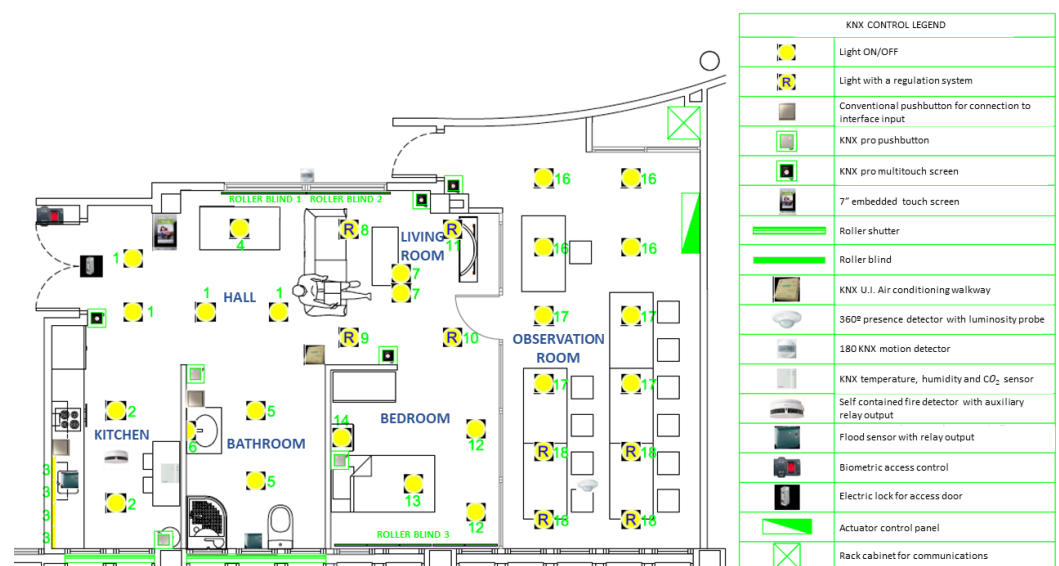 KNX CONTROL LEGEND
Light ON/OFF
R
Light with a regulation system
Conventional pushbutton for connection to
interface input
KNX pro pushbutton
KNX pro multitouch screen
7” embedded touch screen
Roller shutter
Roller blind
KNX U.I. Air conditioning walkway
360º presence detector with luminosity probe
180 KNX motion detector
KNX temperature, humidity and CO₂ sensor
Self contained fire detector with auxiliary
relay output
Flood sensor with relay output
Biometric access control
Electric lock for access door
Actuator control panel
Rack cabinet for communications
16 16
ROLLER BLIND 1 ROLLER BLIND 2
4
R 8
LIVING
ROOM
R 11
16 16
1
7
7
HALL
1 1 1
17 17
R 9
R 10
OBSERVATION
ROOM
17 17
2
5
6
KITCHEN
BATHROOM
14
BEDROOM
12
R 18 R 18
3
3
3
3
2
5
13
12
R 18 R 18
ROLLER BLIND 3